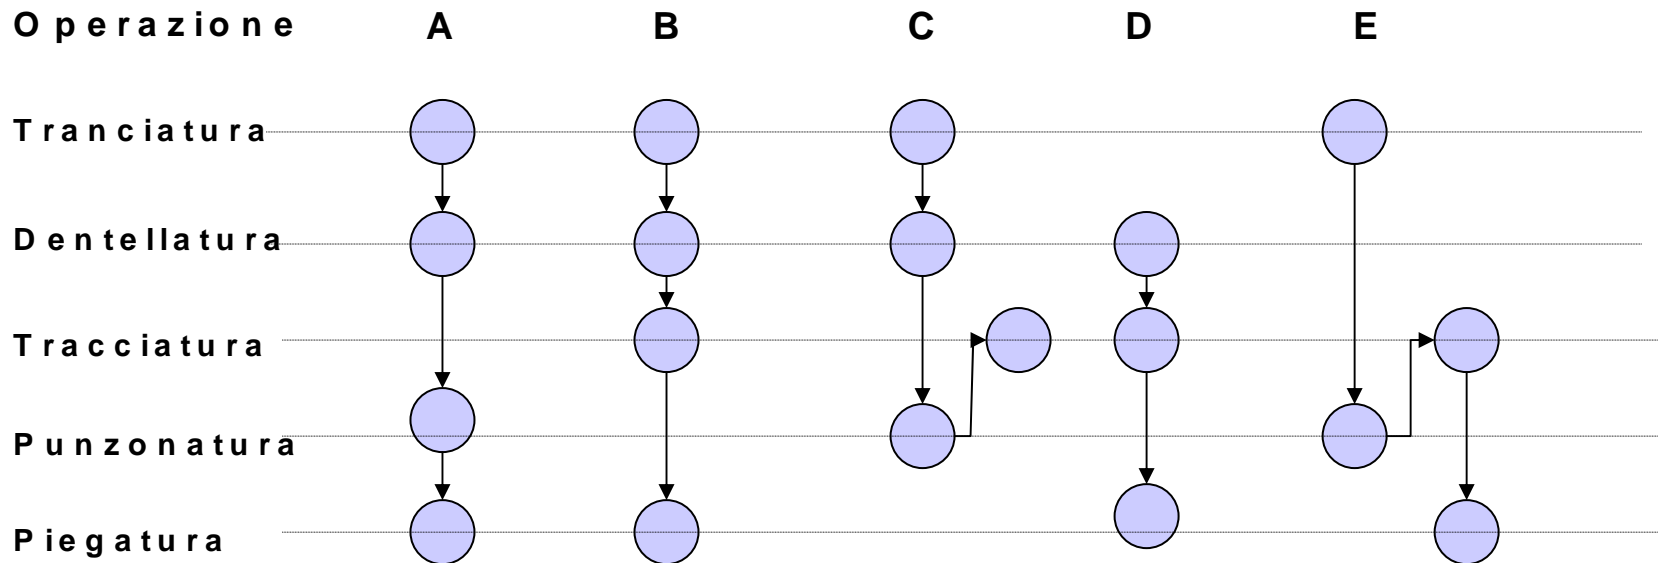 Operazione A B C D E
Tranciatura
Dentellatura
Tracciatura
Punzonatura
Piegatura